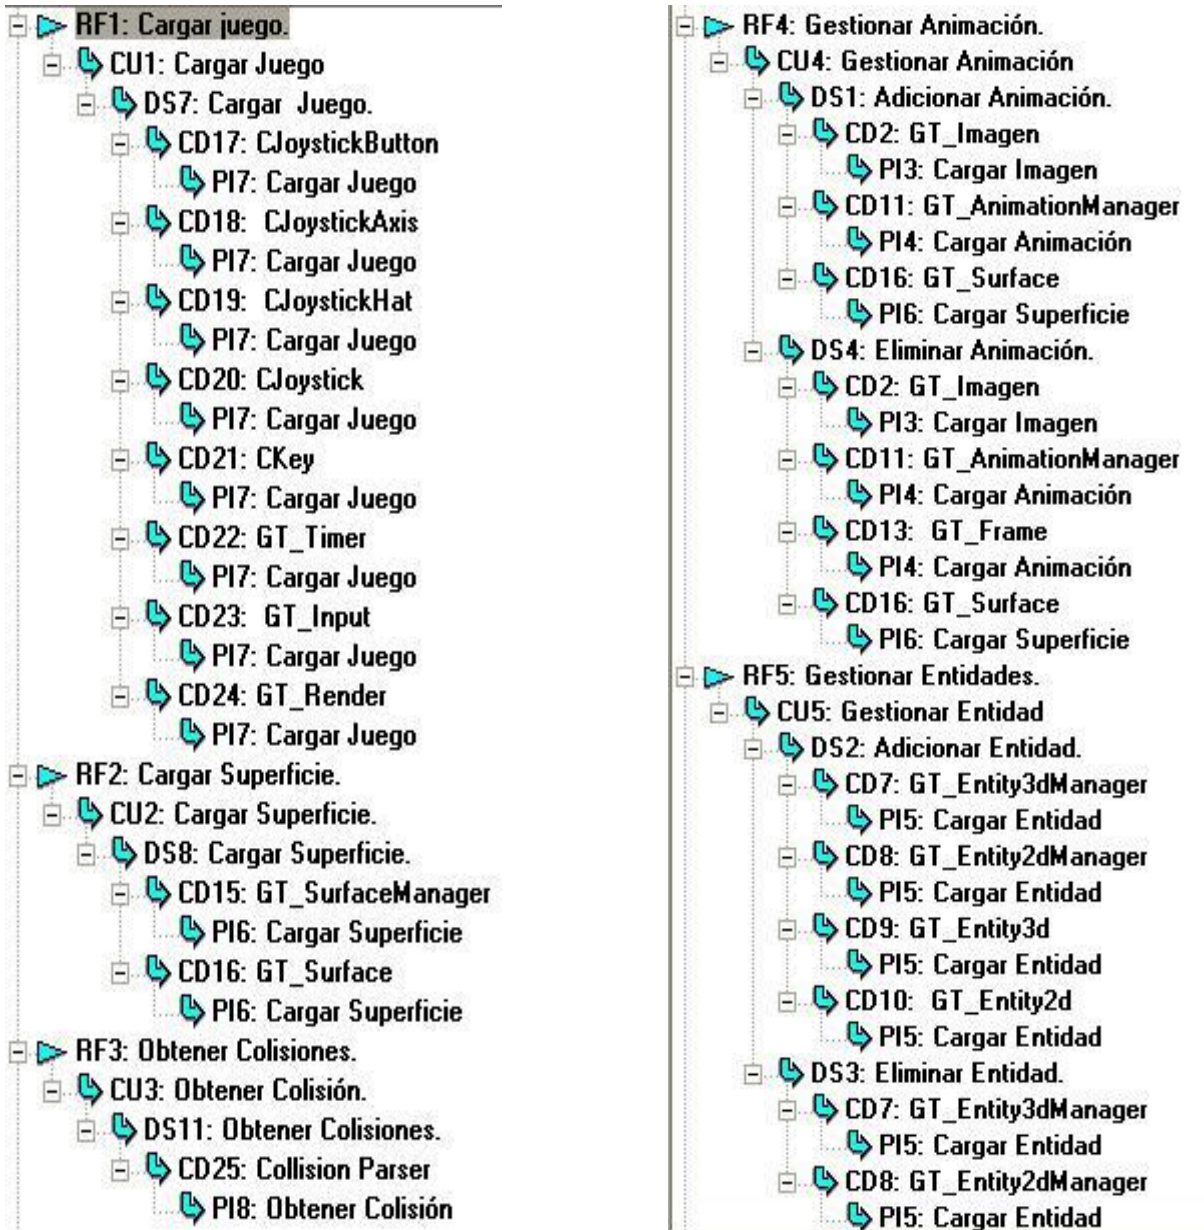 RF1: Cargar juego.
CU1: Cargar Juego
DS7: Cargar  Juego.
CD17: CJoystickButton
PI7: Cargar Juego
CD18:  CJoystickAxis
PI7: Cargar Juego
CD19:  CJoystickHat
PI7: Cargar Juego
CD20: CJoystick
PI7: Cargar Juego
CD21: CKey
PI7: Cargar Juego
CD22: GT_Timer
PI7: Cargar Juego
CD23:  GT_Input
PI7: Cargar Juego
CD24: GT_Render
PI7: Cargar Juego
RF2: Cargar Superficie.
CU2: Cargar Superficie.
DS8: Cargar Superficie.
CD15: GT_SurfaceManager
PI6: Cargar Superficie
CD16: GT_Surface
PI6: Cargar Superficie
RF3: Obtener Colisiones.
CU3: Obtener Colisión.
DS11: Obtener Colisiones.
CD25: Collision Parser
PI8: Obtener Colisión
RF4: Gestionar Animación.
CU4: Gestionar Animación
DS1: Adicionar Animación.
CD2: GT_Imagen
PI3: Cargar Imagen
CD11: GT_AnimationManager
PI4: Cargar Animación
CD16: GT_Surface
PI6: Cargar Superficie
DS4: Eliminar Animación.
CD2: GT_Imagen
PI3: Cargar Imagen
CD11: GT_AnimationManager
PI4: Cargar Animación
CD13:  GT_Frame
PI4: Cargar Animación
CD16: GT_Surface
PI6: Cargar Superficie
RF5: Gestionar Entidades.
CU5: Gestionar Entidad
DS2: Adicionar Entidad.
CD7: GT_Entity3dManager
PI5: Cargar Entidad
CD8: GT_Entity2dManager
PI5: Cargar Entidad
CD9: GT_Entity3d
PI5: Cargar Entidad
CD10:  GT_Entity2d
PI5: Cargar Entidad
DS3: Eliminar Entidad.
CD7: GT_Entity3dManager
PI5: Cargar Entidad
CD8: GT_Entity2dManager
PI5: Cargar Entidad